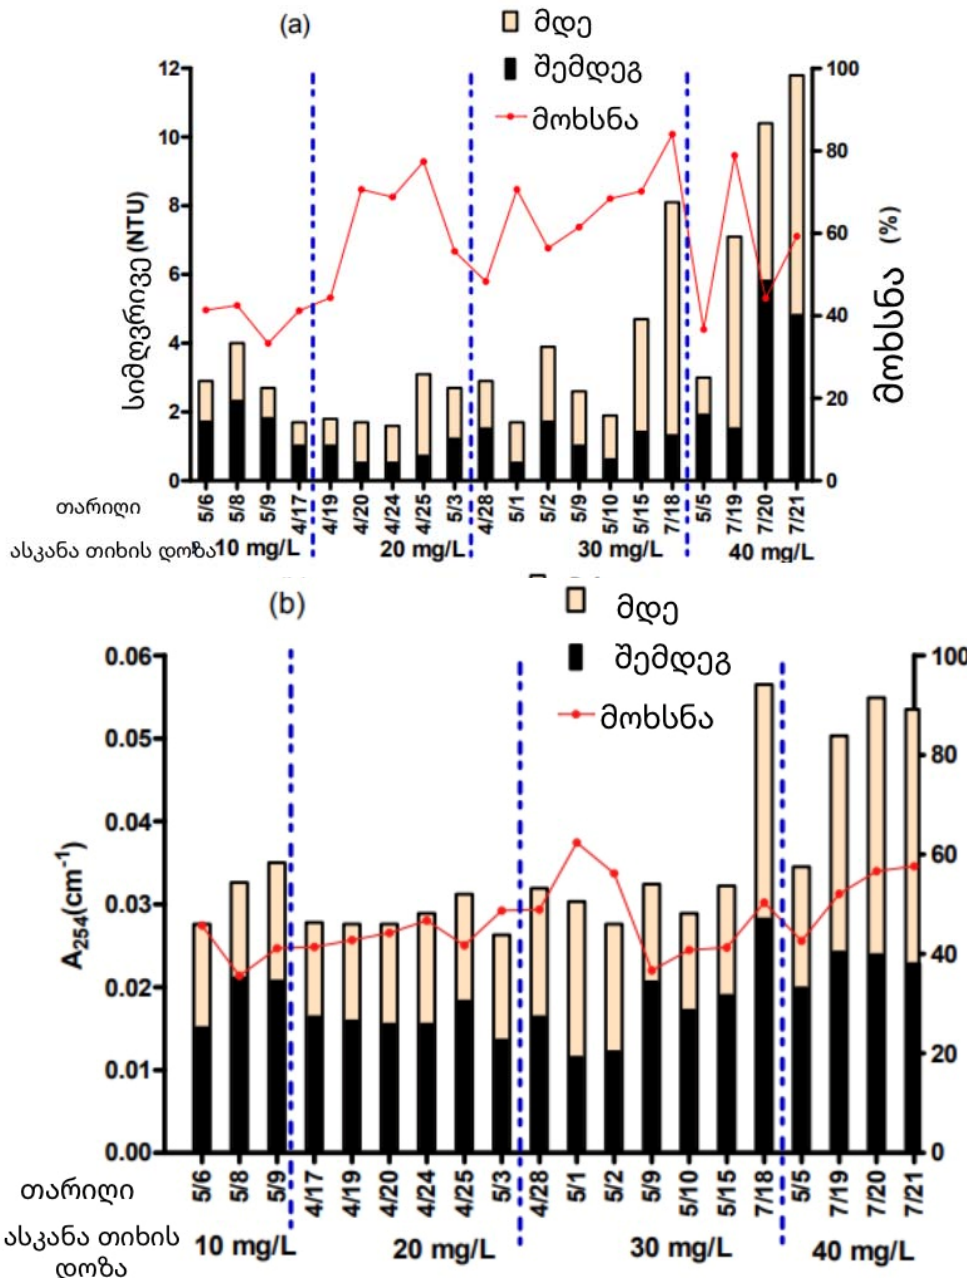 (a)
მდე
შემდეგ
მოხსნა
სიმღვრივე (NTU)
12
10
8
6
4
2
0
100
80
60
40
20
0
მოხსნა (%)
თარიღი
5/6 5/8 5/9 4/17 4/19 4/20 4/24 4/25 5/3 4/28 5/1 5/2 5/9 5/10 5/15 7/18 5/5 7/19 7/20 7/21
ასკანა თიხის დოზა 10 mg/L 20 mg/L 30 mg/L 40 mg/L
(b)
მდე
შემდეგ
მოხსნა
A254(cm-1)
0.06
0.05
0.04
0.03
0.02
0.01
0.00
100
80
60
40
20
0
თარიღი
5/6 5/8 5/9 4/17 4/19 4/20 4/24 4/25 5/3 4/28 5/1 5/2 5/9 5/10 5/15 7/18 5/5 7/19 7/20 7/21
ასკანა თიხის
დოზა
10 mg/L 20 mg/L 30 mg/L 40 mg/L